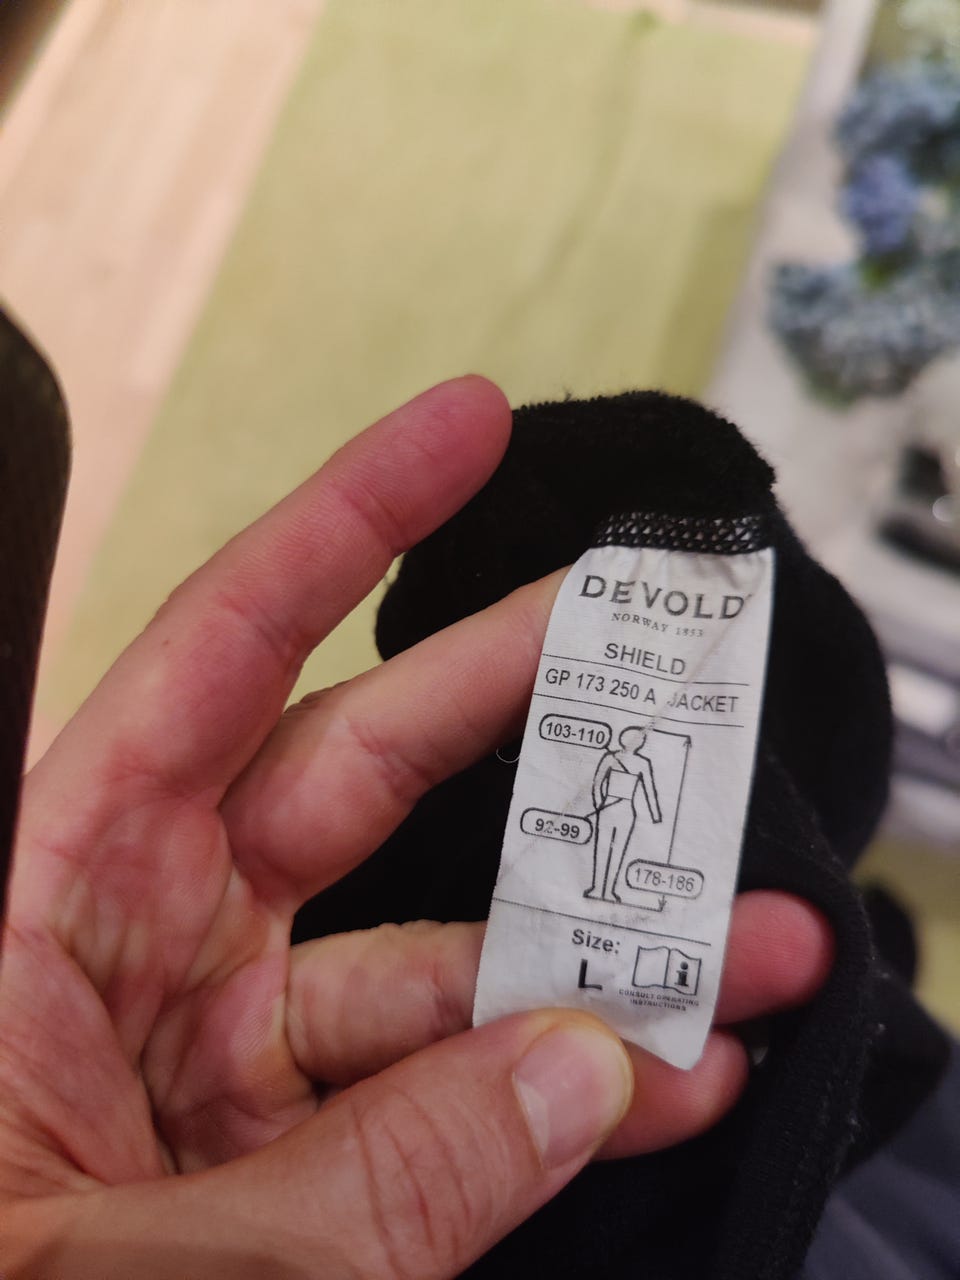 DEVOLD
NORWAY 1853
SHIELD
GP 173 250 A JACKET
103-110
92-99
178-186
Size:
L
i
CONSULT OPERATING
INSTRUCTIONS